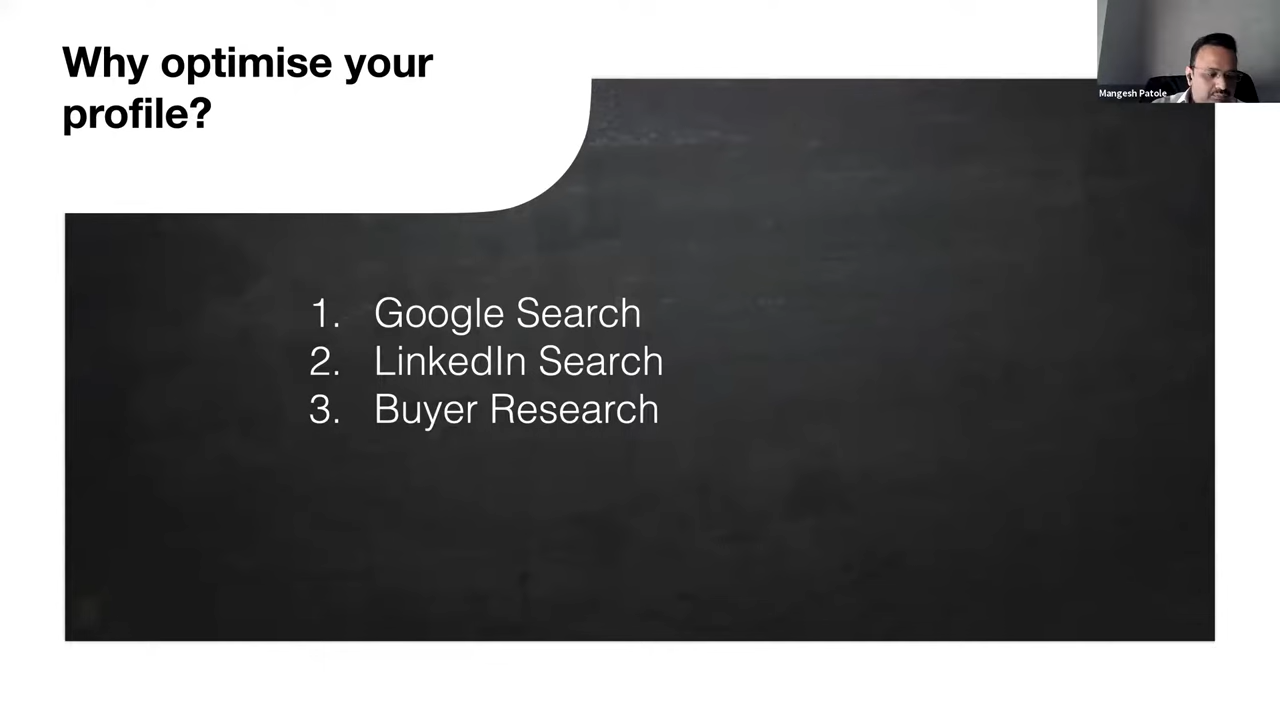 Why optimise your
profile?
Mangesh Patole
1. Google Search
2. LinkedIn Search
3. Buyer Research